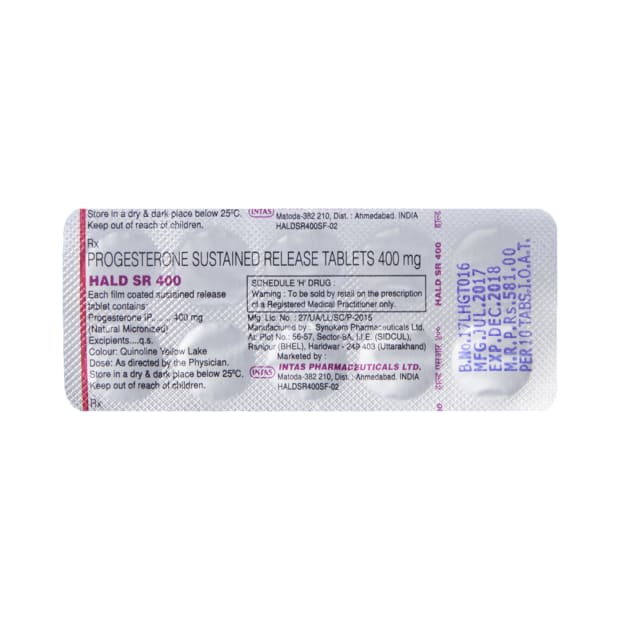 Store in a dry & dark place below 25°C.
Keep out of reach of children.
INTAS
Matoda-382 210, Dist. : Ahmedabad. INDIA
HALDSR400SF-02
Rx
PROGESTERONE SUSTAINED RELEASE TABLETS 400 mg
HALD SR 400
Each film coated sustained release
tablet contains:
Progesterone IP....... 400 mg
(Natural Micronized)
Excipients....q.s.
Colour: Quinoline Yellow Lake
Dose: As directed by the Physician.
Store in a dry & dark place below 25°C.
Keep out of reach of children.
Rx
SCHEDULE 'H' DRUG :
Warning : To be sold by retail on the prescription
of a Registered Medical Practitioner only.
Mfg. Lic. No. : 27/UA/LL/SC/P-2015
Manufactured by : Synokem Pharmaceuticals Ltd.
At: Plot No.: 56-57, Sector-8A, I.I.E. (SIDCUL),
Ranipur (BHEL), Haridwar - 249 403 (Uttarakhand)
Marketed by :
INTAS
INTAS PHARMACEUTICALS LTD.
Matoda-382 210, Dist. : Ahmedabad. INDIA
HALDSR400SF-02
HALD SR 400
B.No.17LHGT016
MFG.JUL.2017
EXP.DEC.2018
M.R.P.Rs.581.00
PER 10 TABS.I.O.A.T.